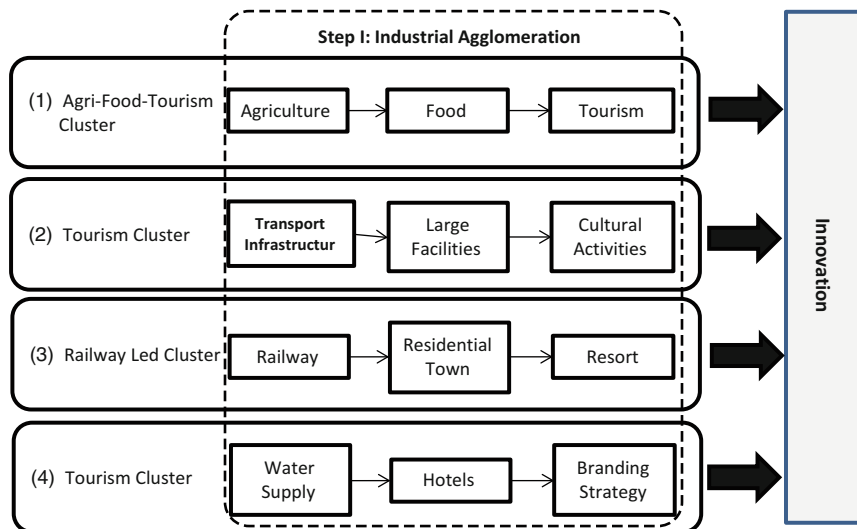 Step I: Industrial Agglomeration
(1) Agri-Food-Tourism
Cluster
Agriculture
Food
Tourism
(2) Tourism Cluster
Transport
Infrastructur
Large
Facilities
Cultural
Activities
(3) Railway Led Cluster
Railway
Residential
Town
Resort
(4) Tourism Cluster
Water
Supply
Hotels
Branding
Strategy
Innovation